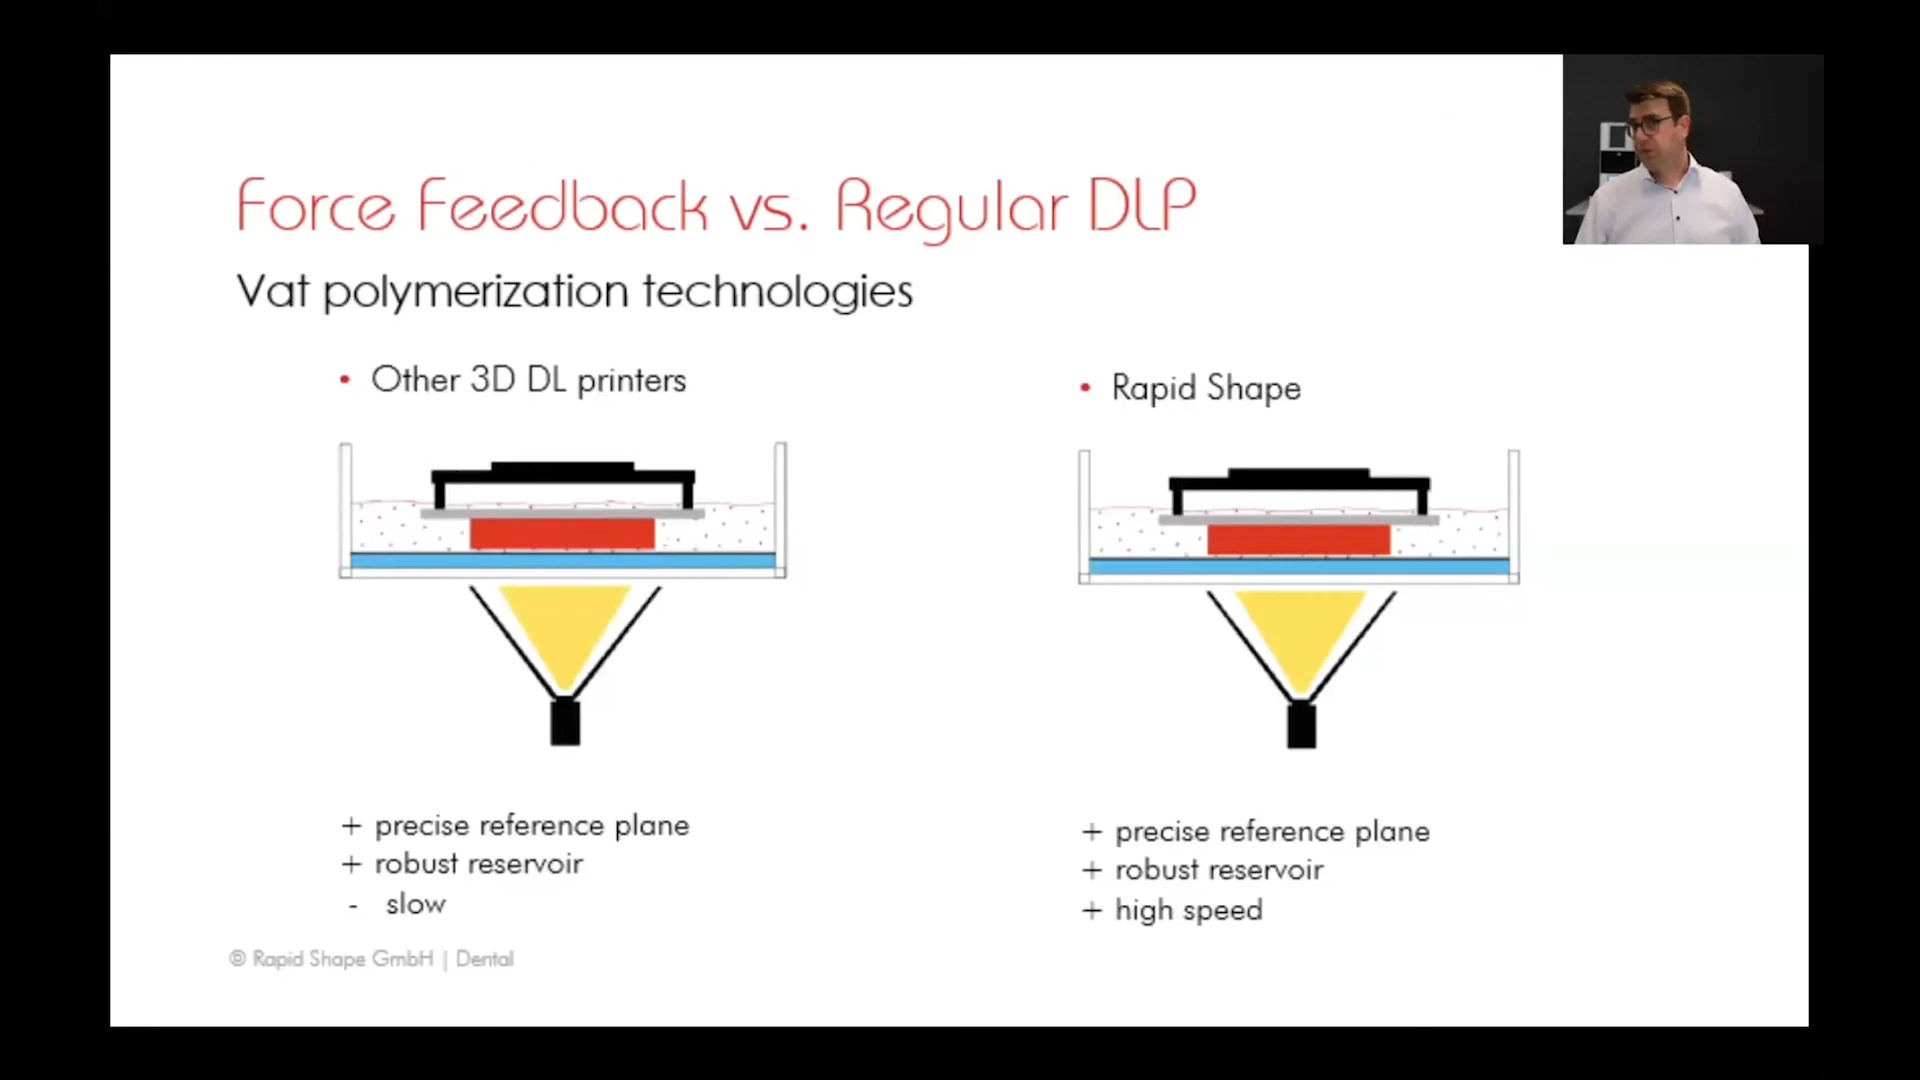 Force Feedback vs. Regular DLP
Vat polymerization technologies
• Other 3D DL printers
+ precise reference plane
+ robust reservoir
- slow
• Rapid Shape
+ precise reference plane
+ robust reservoir
+ high speed
© Rapid Shape GmbH | Dental